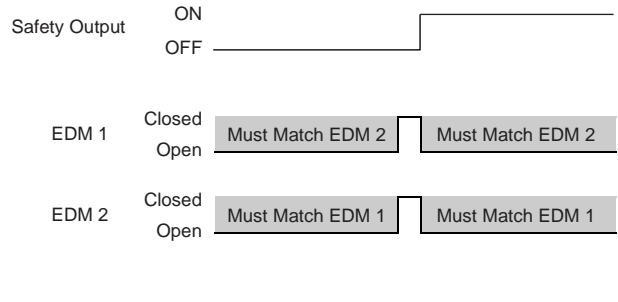 Safety Output
ON
OFF
EDM 1
Closed
Open
Must Match EDM 2
Must Match EDM 2
EDM 2
Closed
Open
Must Match EDM 1
Must Match EDM 1